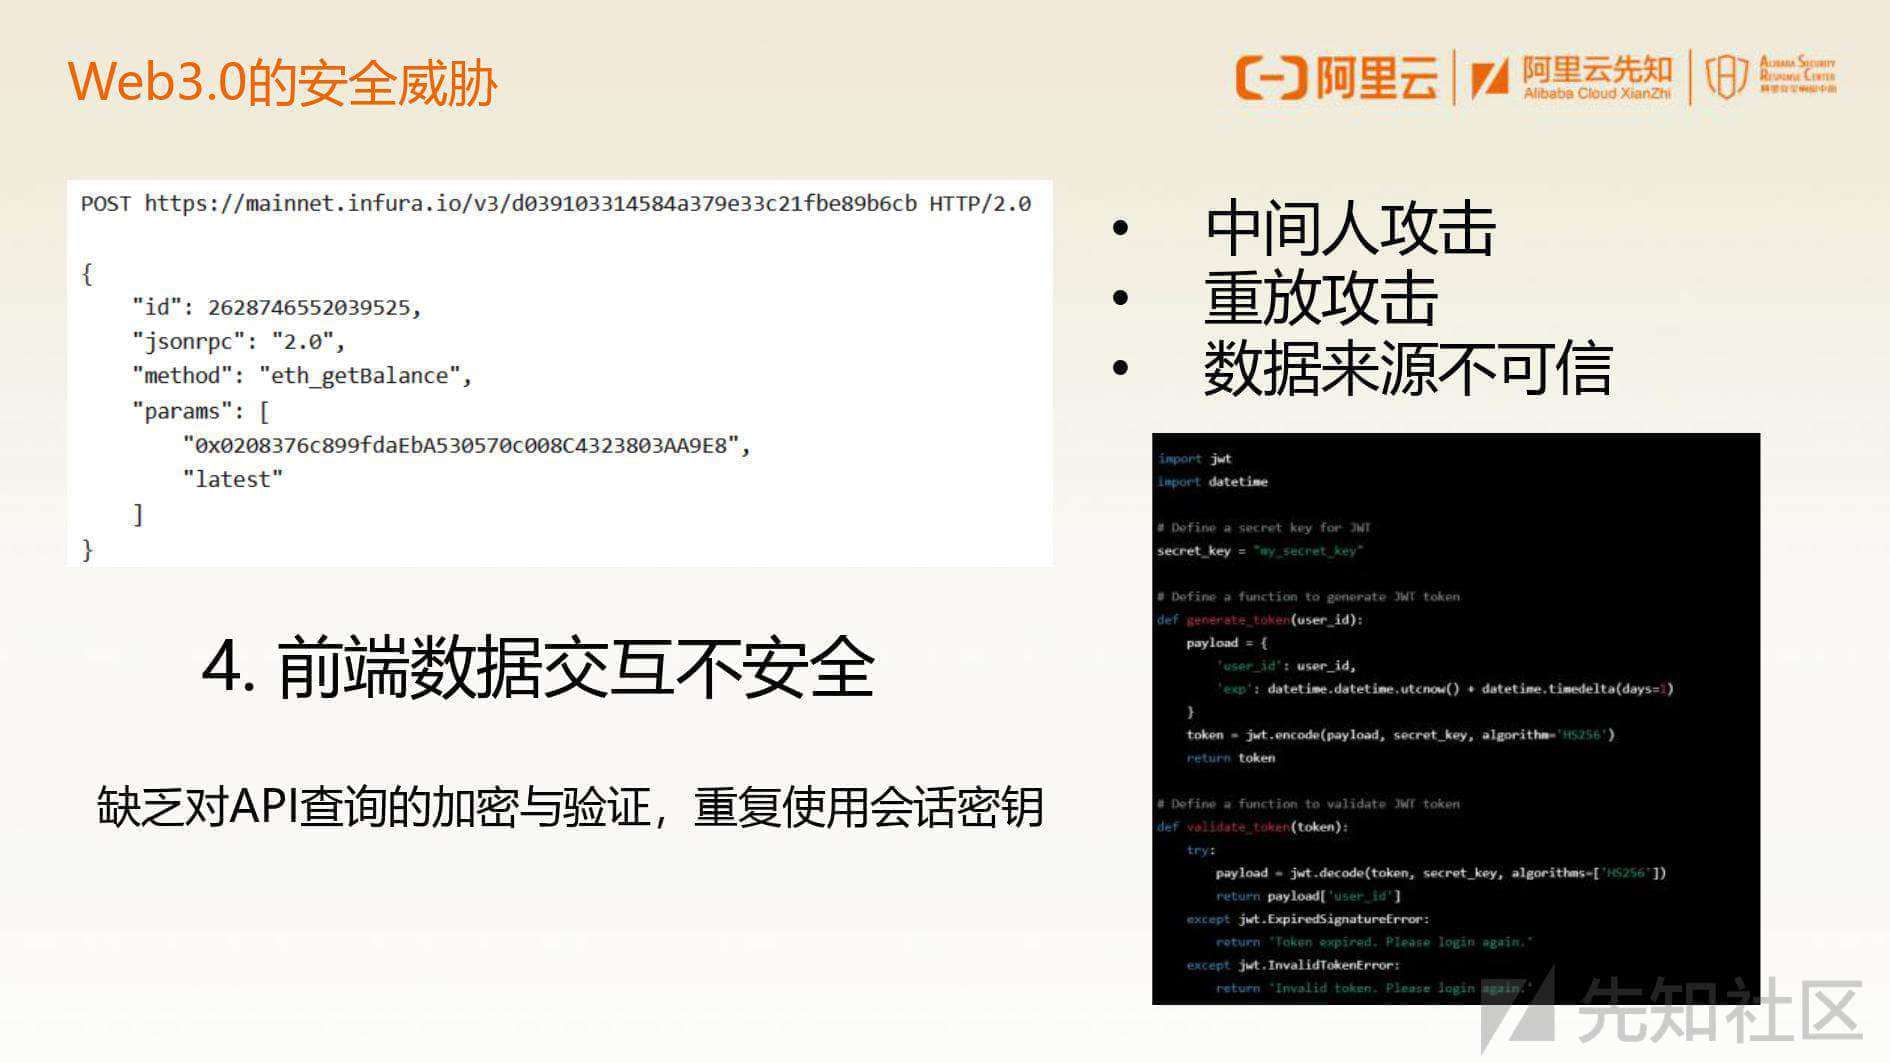 Web3.0的安全威胁
阿里云
阿里云先知
Alibaba Cloud XianZhi
Alibaba Security
Response Center
POST https://mainnet.infura.io/v3/d039103314584a379e33c21fbe89b6cb HTTP/2.0
{
"id": 2628746552039525,
"jsonrpc": "2.0",
"method": "eth_getBalance",
"params": [
"0x0208376c899fdaEbA530570c008C4323803AA9E8",
"latest"
]
}
4. 前端数据交互不安全
缺乏对API查询的加密与验证，重复使用会话密钥
• 中间人攻击
• 重放攻击
• 数据来源不可信
import jwt
import datetime
# Define a secret key for JWT
secret_key = "my_secret_key"
# Define a function to generate JWT token
def generate_token(user_id):
payload = {
'user_id': user_id,
'exp': datetime.datetime.utcnow() + datetime.timedelta(days=1)
}
token = jwt.encode(payload, secret_key, algorithm='HS256')
return token
# Define a function to validate JWT token
def validate_token(token):
try:
payload = jwt.decode(token, secret_key, algorithms=['HS256'])
return payload['user_id']
except jwt.ExpiredSignatureError:
return 'Token expired. Please login again.'
except jwt.InvalidTokenError:
return 'Invalid token. Please login again.'
先知社区